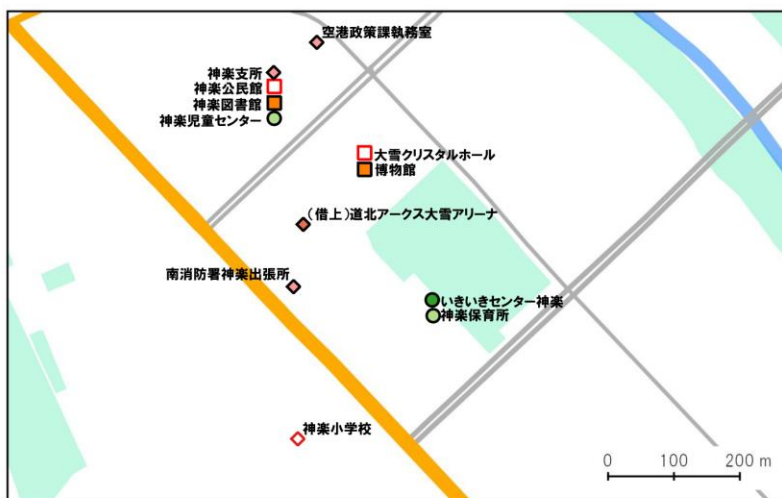 空港政策課執務室
神楽支所
神楽公民館
神楽図書館
神楽児童センター
大雪クリスタルホール
博物館
(借上)道北アークス大雪アリーナ
南消防署神楽出張所
いきいきセンター神楽
神楽保育所
神楽小学校
0 100 200 m